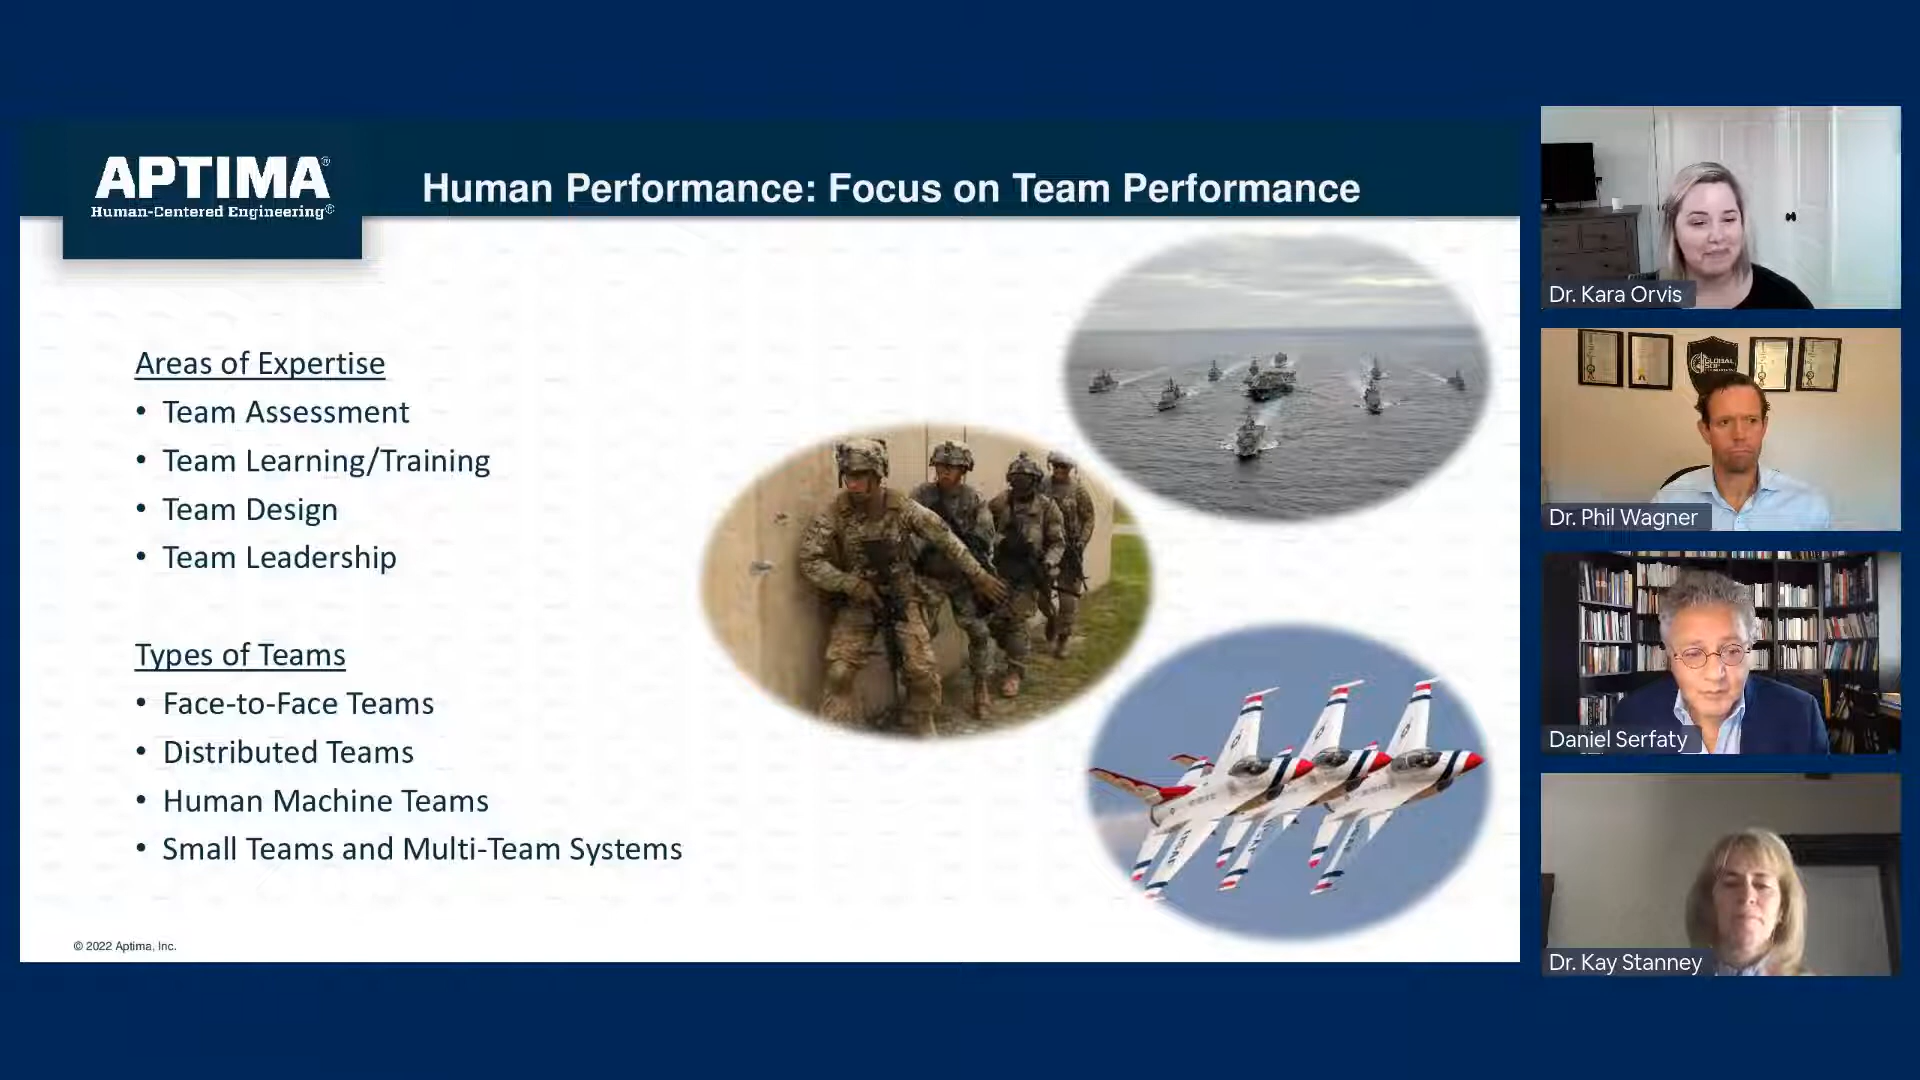 APTIMA®
Human-Centered Engineering®
Human Performance: Focus on Team Performance
Areas of Expertise
• Team Assessment
• Team Learning/Training
• Team Design
• Team Leadership
Types of Teams
• Face-to-Face Teams
• Distributed Teams
• Human Machine Teams
• Small Teams and Multi-Team Systems
© 2022 Aptima, Inc.
Dr. Kara Orvis
GLOBAL
Dr. Phil Wagner
Daniel Serfaty
Dr. Kay Stanney